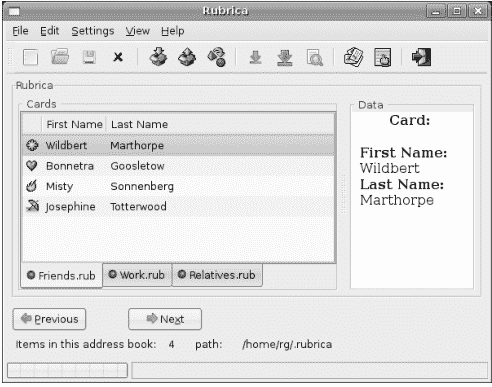 Rubrica
File Edit Settings View Help
Rubrica
Cards
First Name Last Name
Wildbert Marthorpe
Bonnetra Goosletow
Misty Sonnenberg
Josephine Totterwood
Friends.rub Work.rub Relatives.rub
Data
Card:
First Name:
Wildbert
Last Name:
Marthorpe
Previous Next
Items in this address book: 4 path: /home/rg/.rubrica